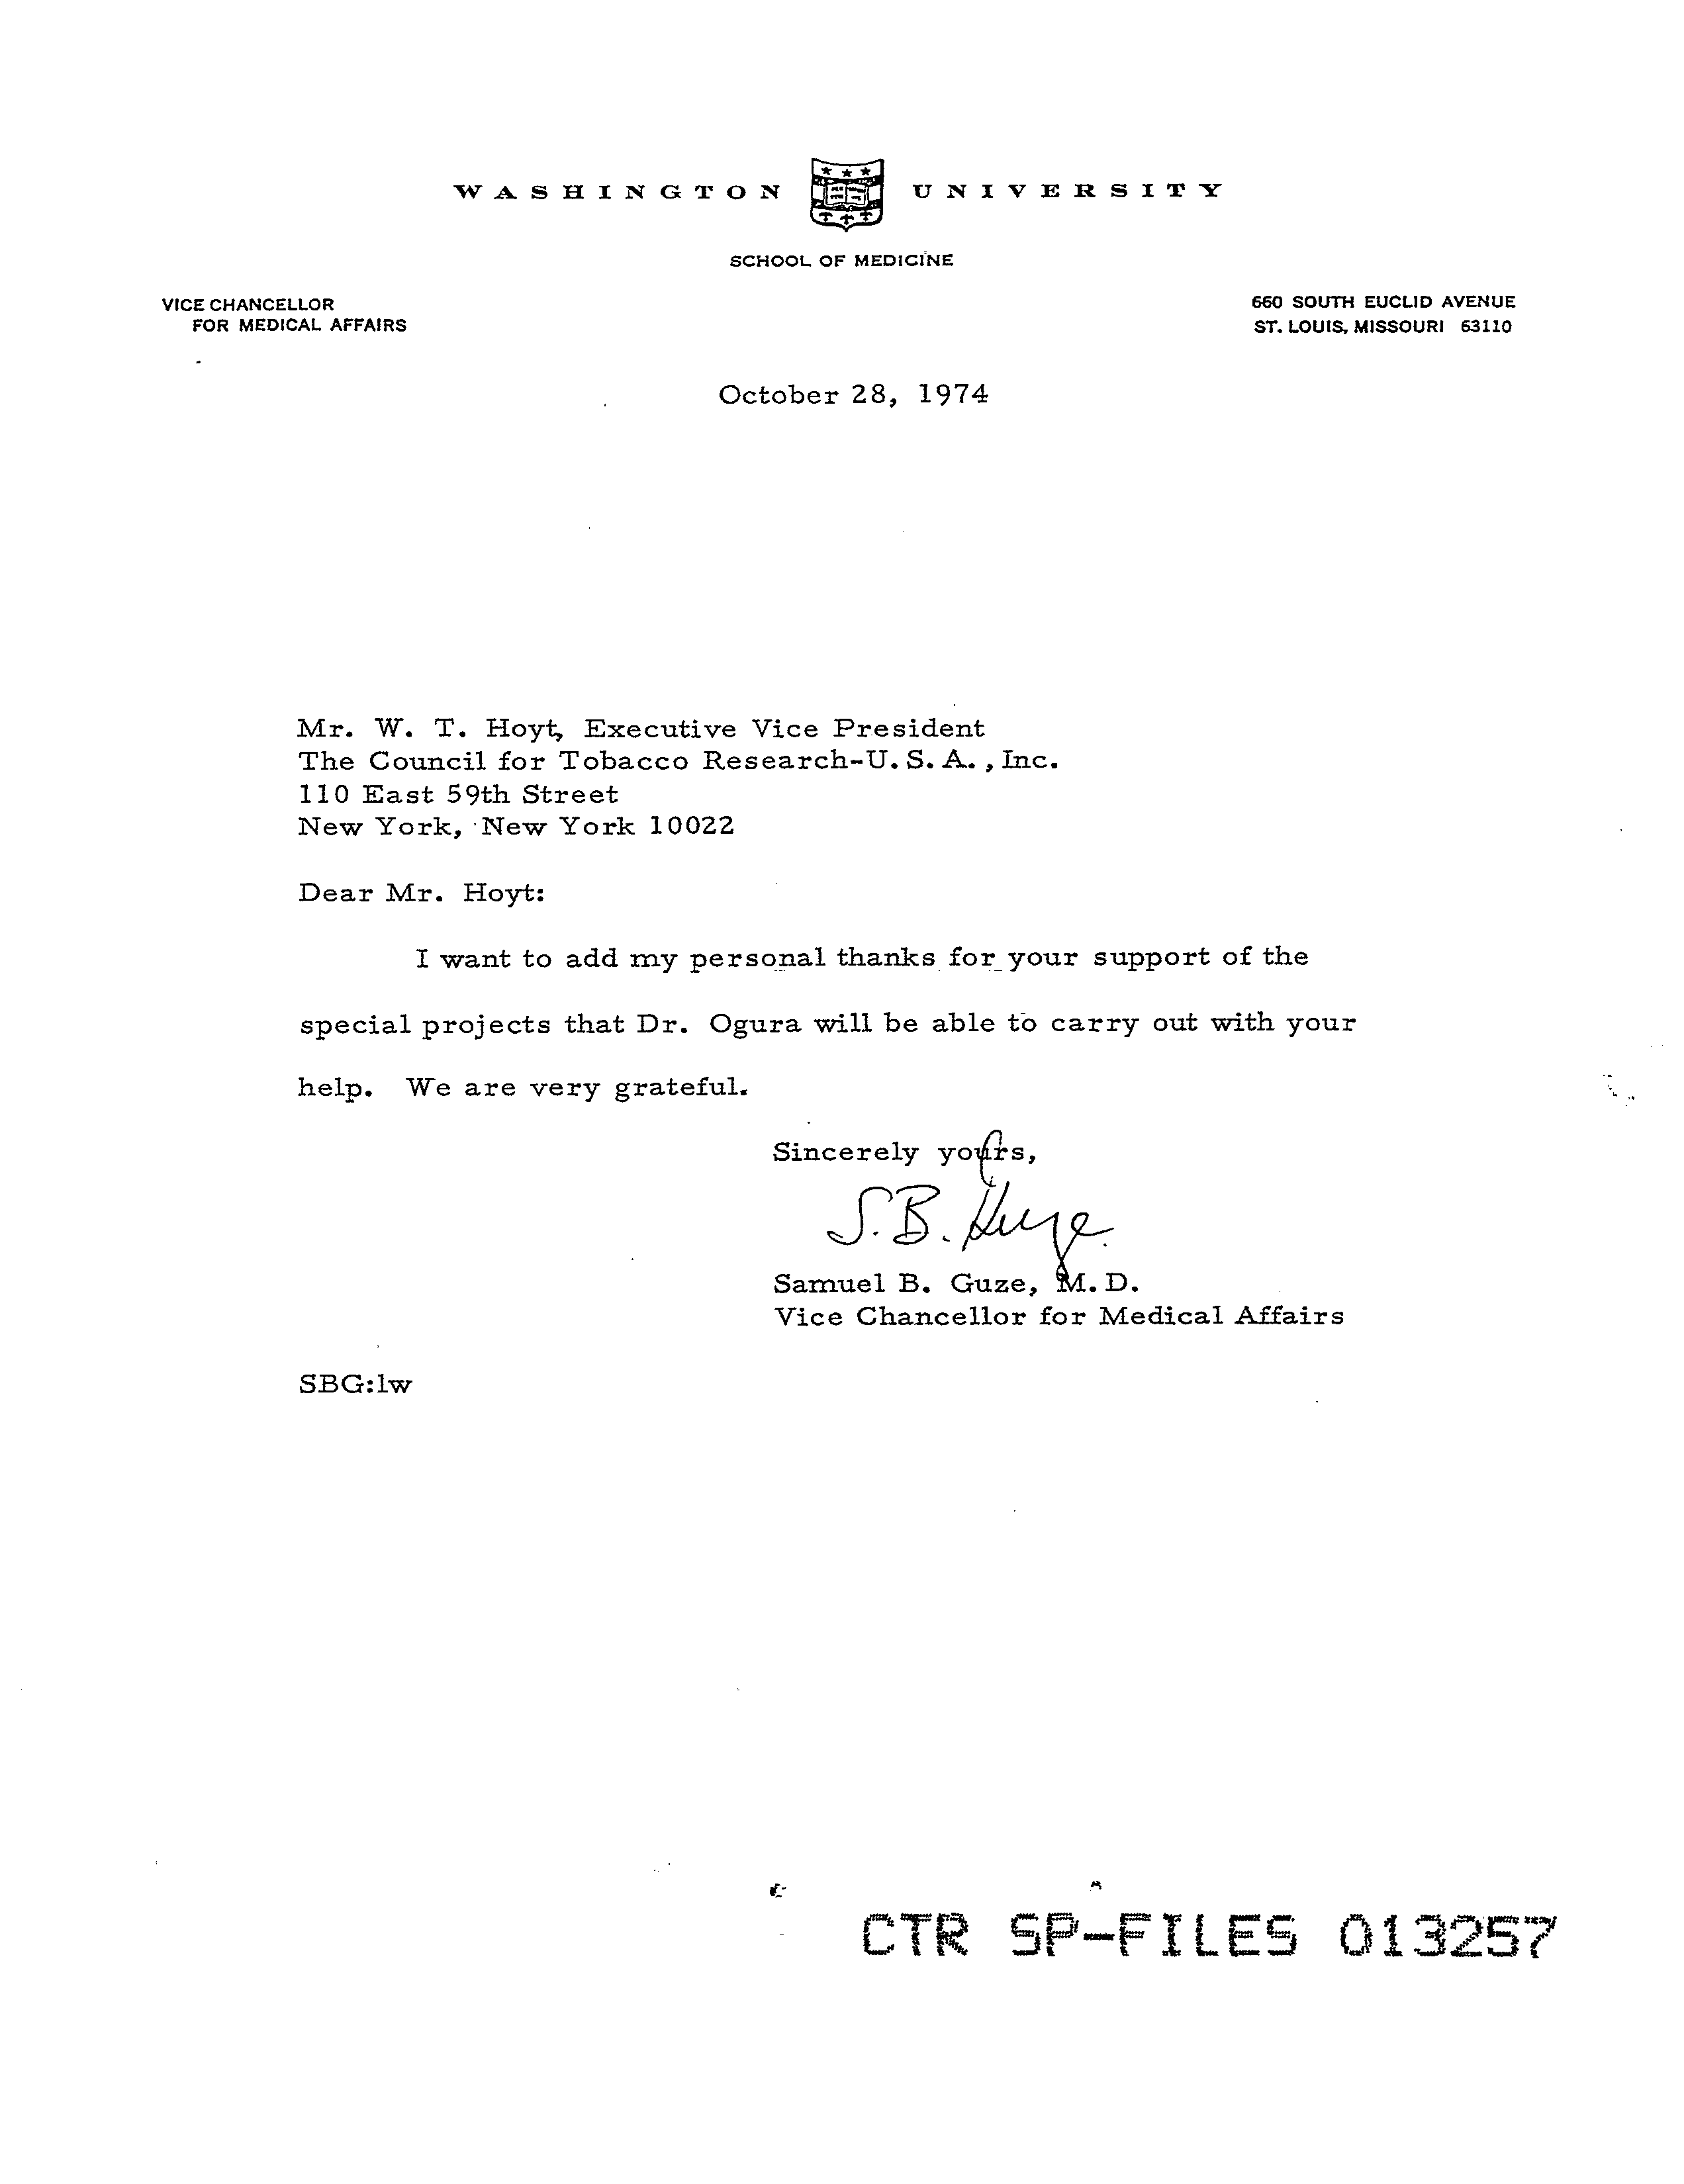 WASHINGTON UNIVERSITY
SCHOOL OF MEDICINE
VICE CHANCELLOR
FOR MEDICAL AFFAIRS
660 SOUTH EUCLID AVENUE
ST. LOUIS, MISSOURI 63110
October 28, 1974
Mr. W. T. Hoyt, Executive Vice President
The Council for Tobacco Research-U.S.A., Inc.
110 East 59th Street
New York, New York 10022
Dear Mr. Hoyt:
I want to add my personal thanks for your support of the
special projects that Dr. Ogura will be able to carry out with your
help. We are very grateful.
Sincerely yours,
S.B. Guze
Samuel B. Guze, M.D.
Vice Chancellor for Medical Affairs
SBG:lw
CTR SP-FILES 013257